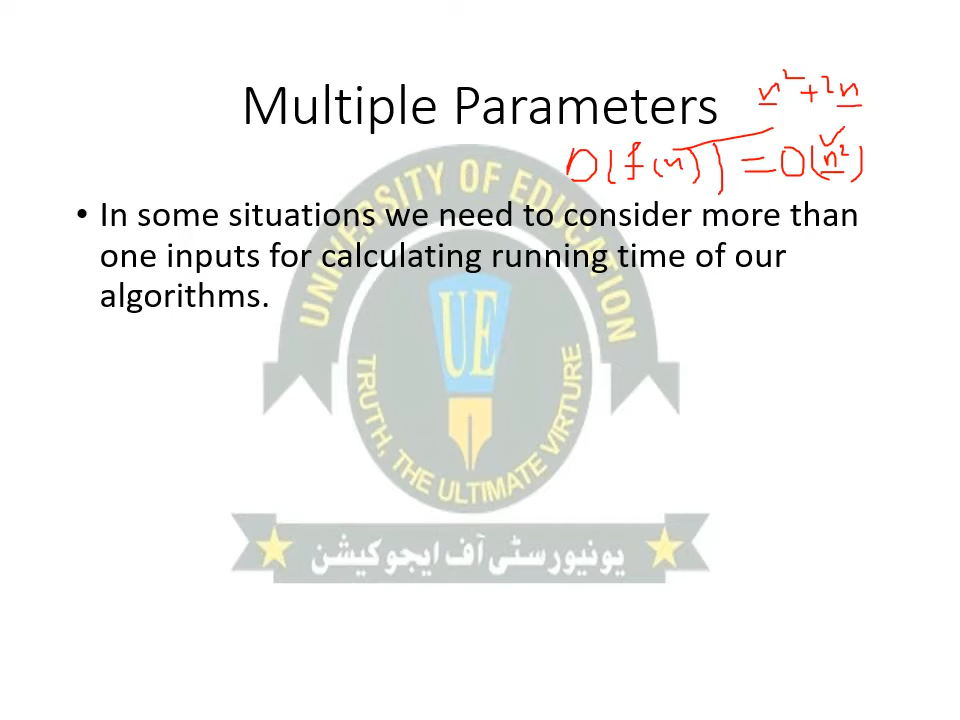 Multiple Parameters
n² + 2n
O(f(n)) = O(n²)
• In some situations we need to consider more than
one inputs for calculating running time of our
algorithms.
UNIVERSITY OF EDUCATION
UE
TRUTH, THE ULTIMATE VIRTUE
یونیورسٹی آف ایجوکیشن